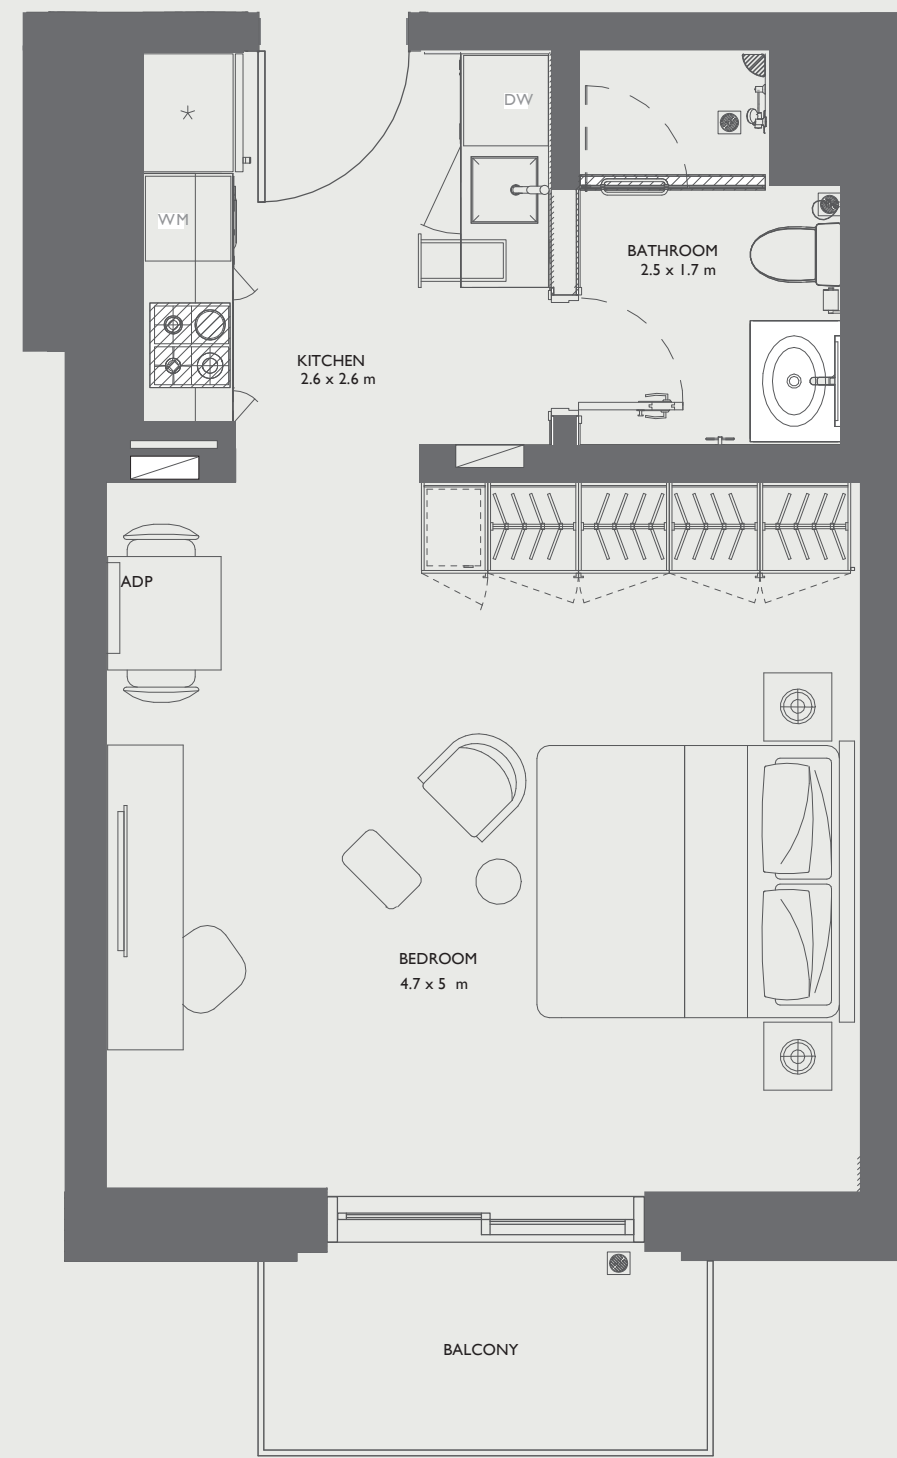 DW
WM
BATHROOM
2.5 x 1.7 m
KITCHEN
2.6 x 2.6 m
ADP
BEDROOM
4.7 x 5 m
BALCONY